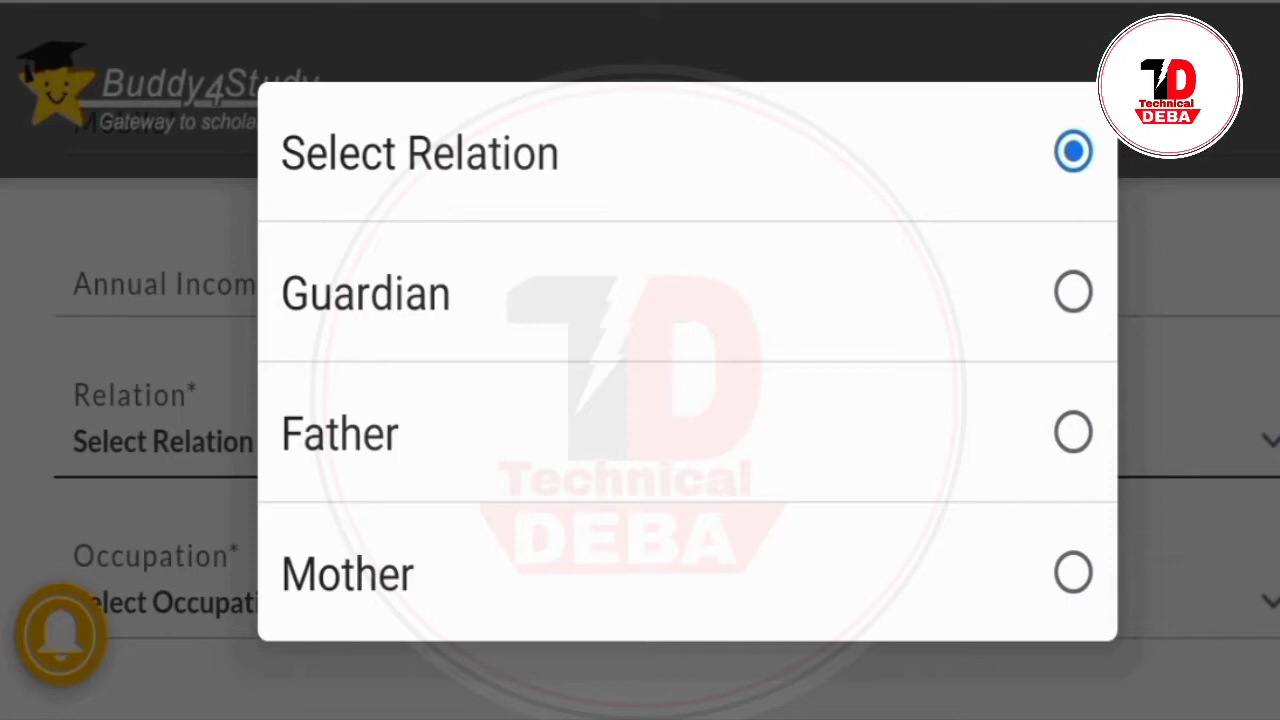 Buddy4Study
Gateway to schola
Technical
DEBA
Select Relation
Guardian
Father
Mother
Annual Incom
Relation*
Select Relation
Occupation*
elect Occupati
Technical
DEBA